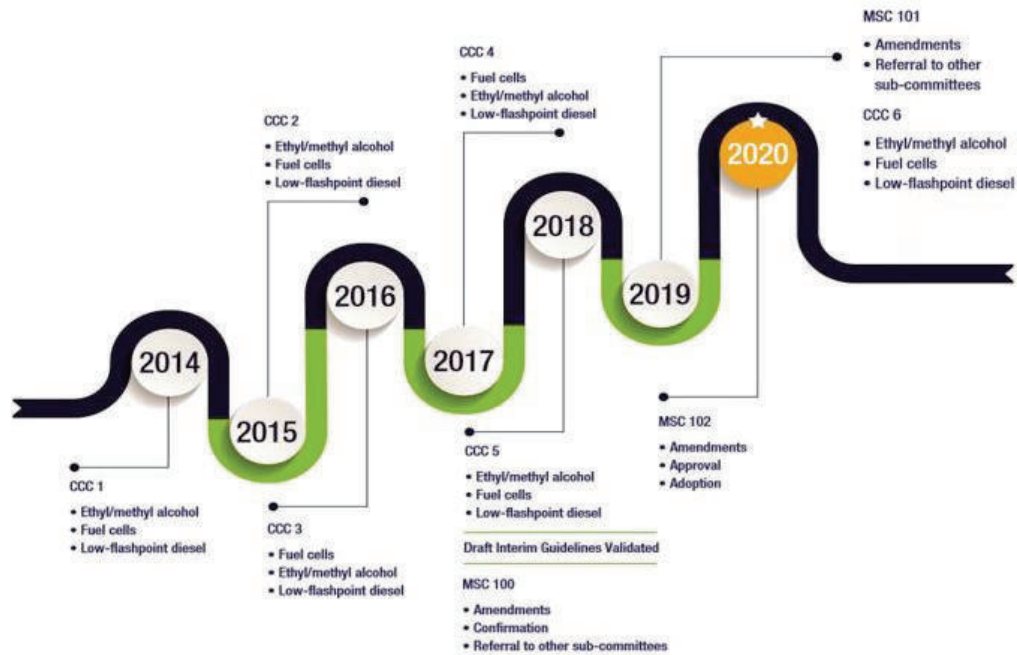 2014
CCC 1
• Ethyl/methyl alcohol
• Fuel cells
• Low-flashpoint diesel
2015
CCC 2
• Ethyl/methyl alcohol
• Fuel cells
• Low-flashpoint diesel
2016
CCC 3
• Fuel cells
• Ethyl/methyl alcohol
• Low-flashpoint diesel
2017
CCC 4
• Fuel cells
• Ethyl/methyl alcohol
• Low-flashpoint diesel
2018
CCC 5
• Ethyl/methyl alcohol
• Fuel cells
• Low-flashpoint diesel
Draft Interim Guidelines Validated
MSC 100
• Amendments
• Confirmation
• Referral to other sub-committees
2019
MSC 101
• Amendments
• Referral to other
sub-committees
CCC 6
• Ethyl/methyl alcohol
• Fuel cells
• Low-flashpoint diesel
2020
MSC 102
• Amendments
• Approval
• Adoption